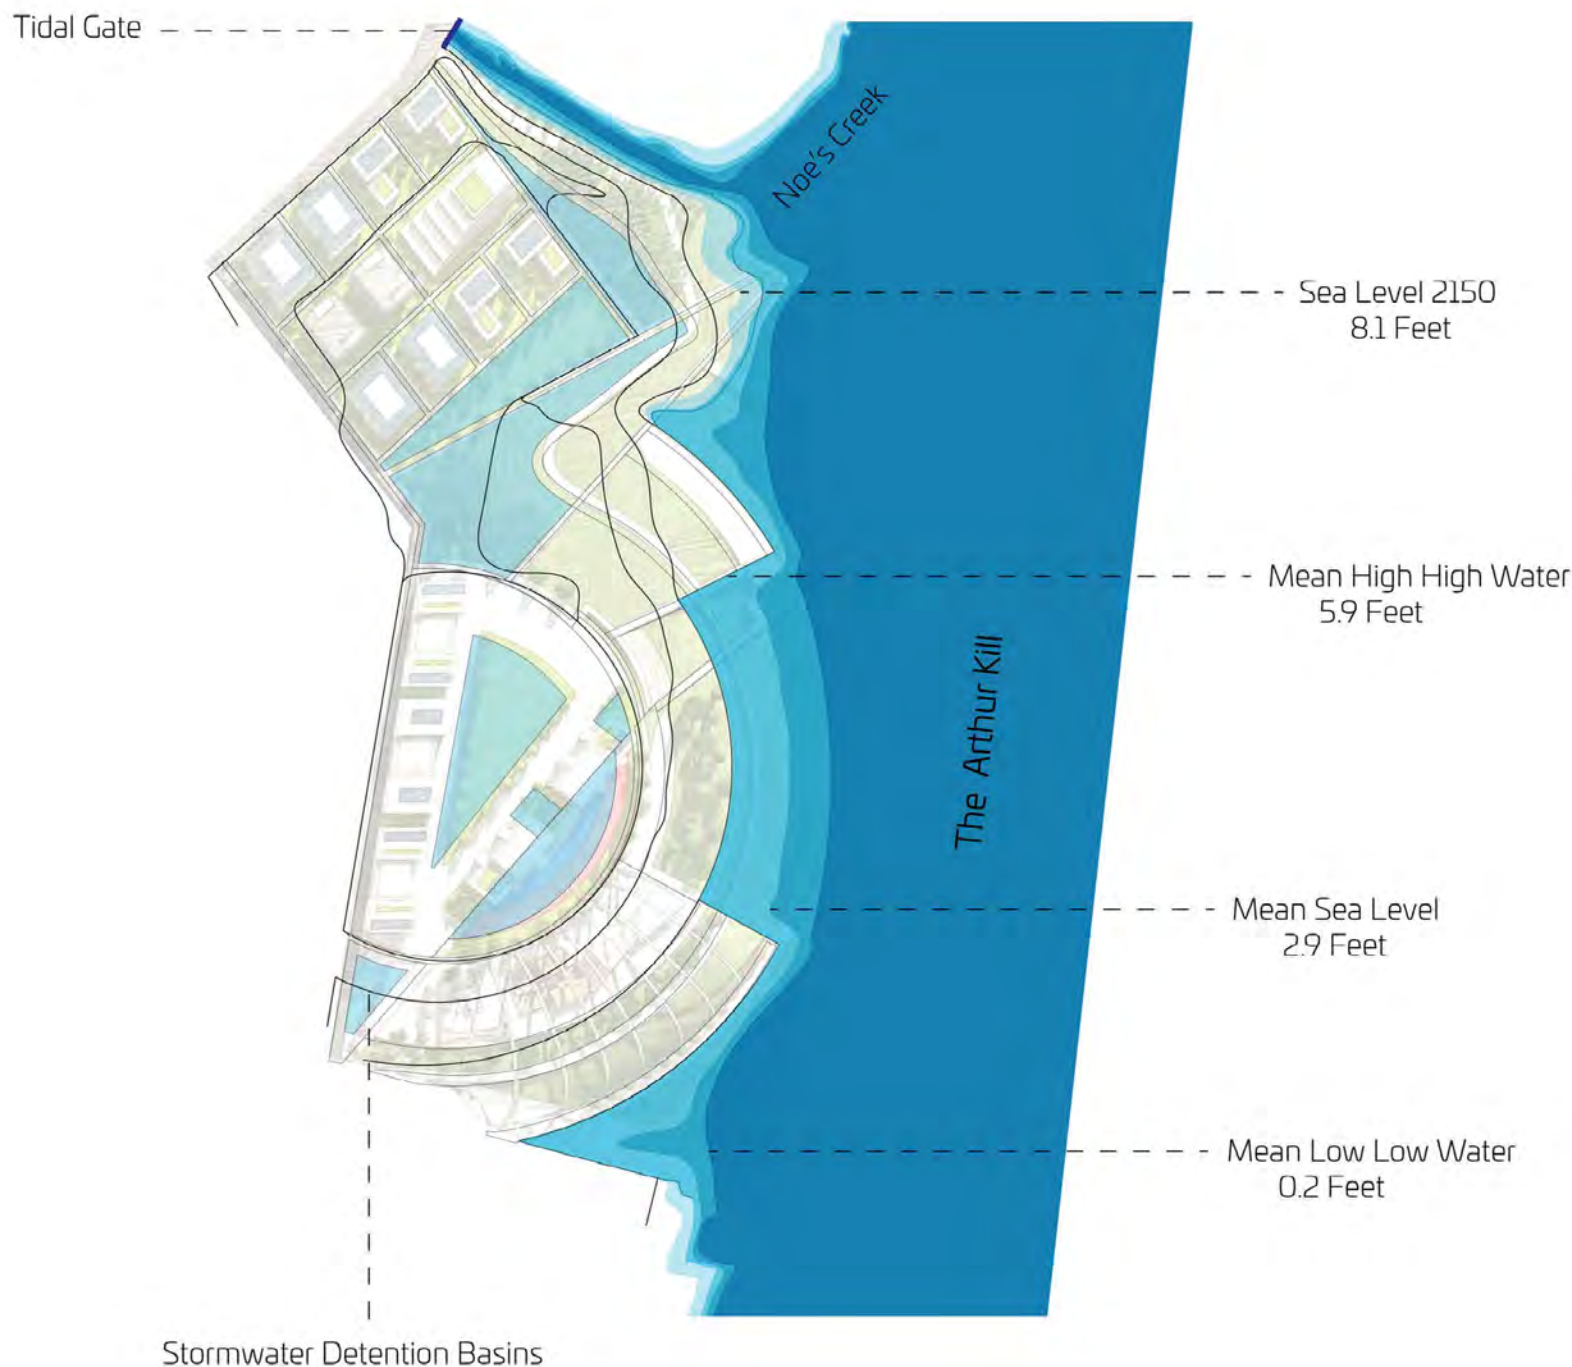 Tidal Gate
Noe's Creek
Sea Level 2150
8.1 Feet
Mean High High Water
5.9 Feet
The Arthur Kill
Mean Sea Level
2.9 Feet
Mean Low Low Water
0.2 Feet
Stormwater Detention Basins